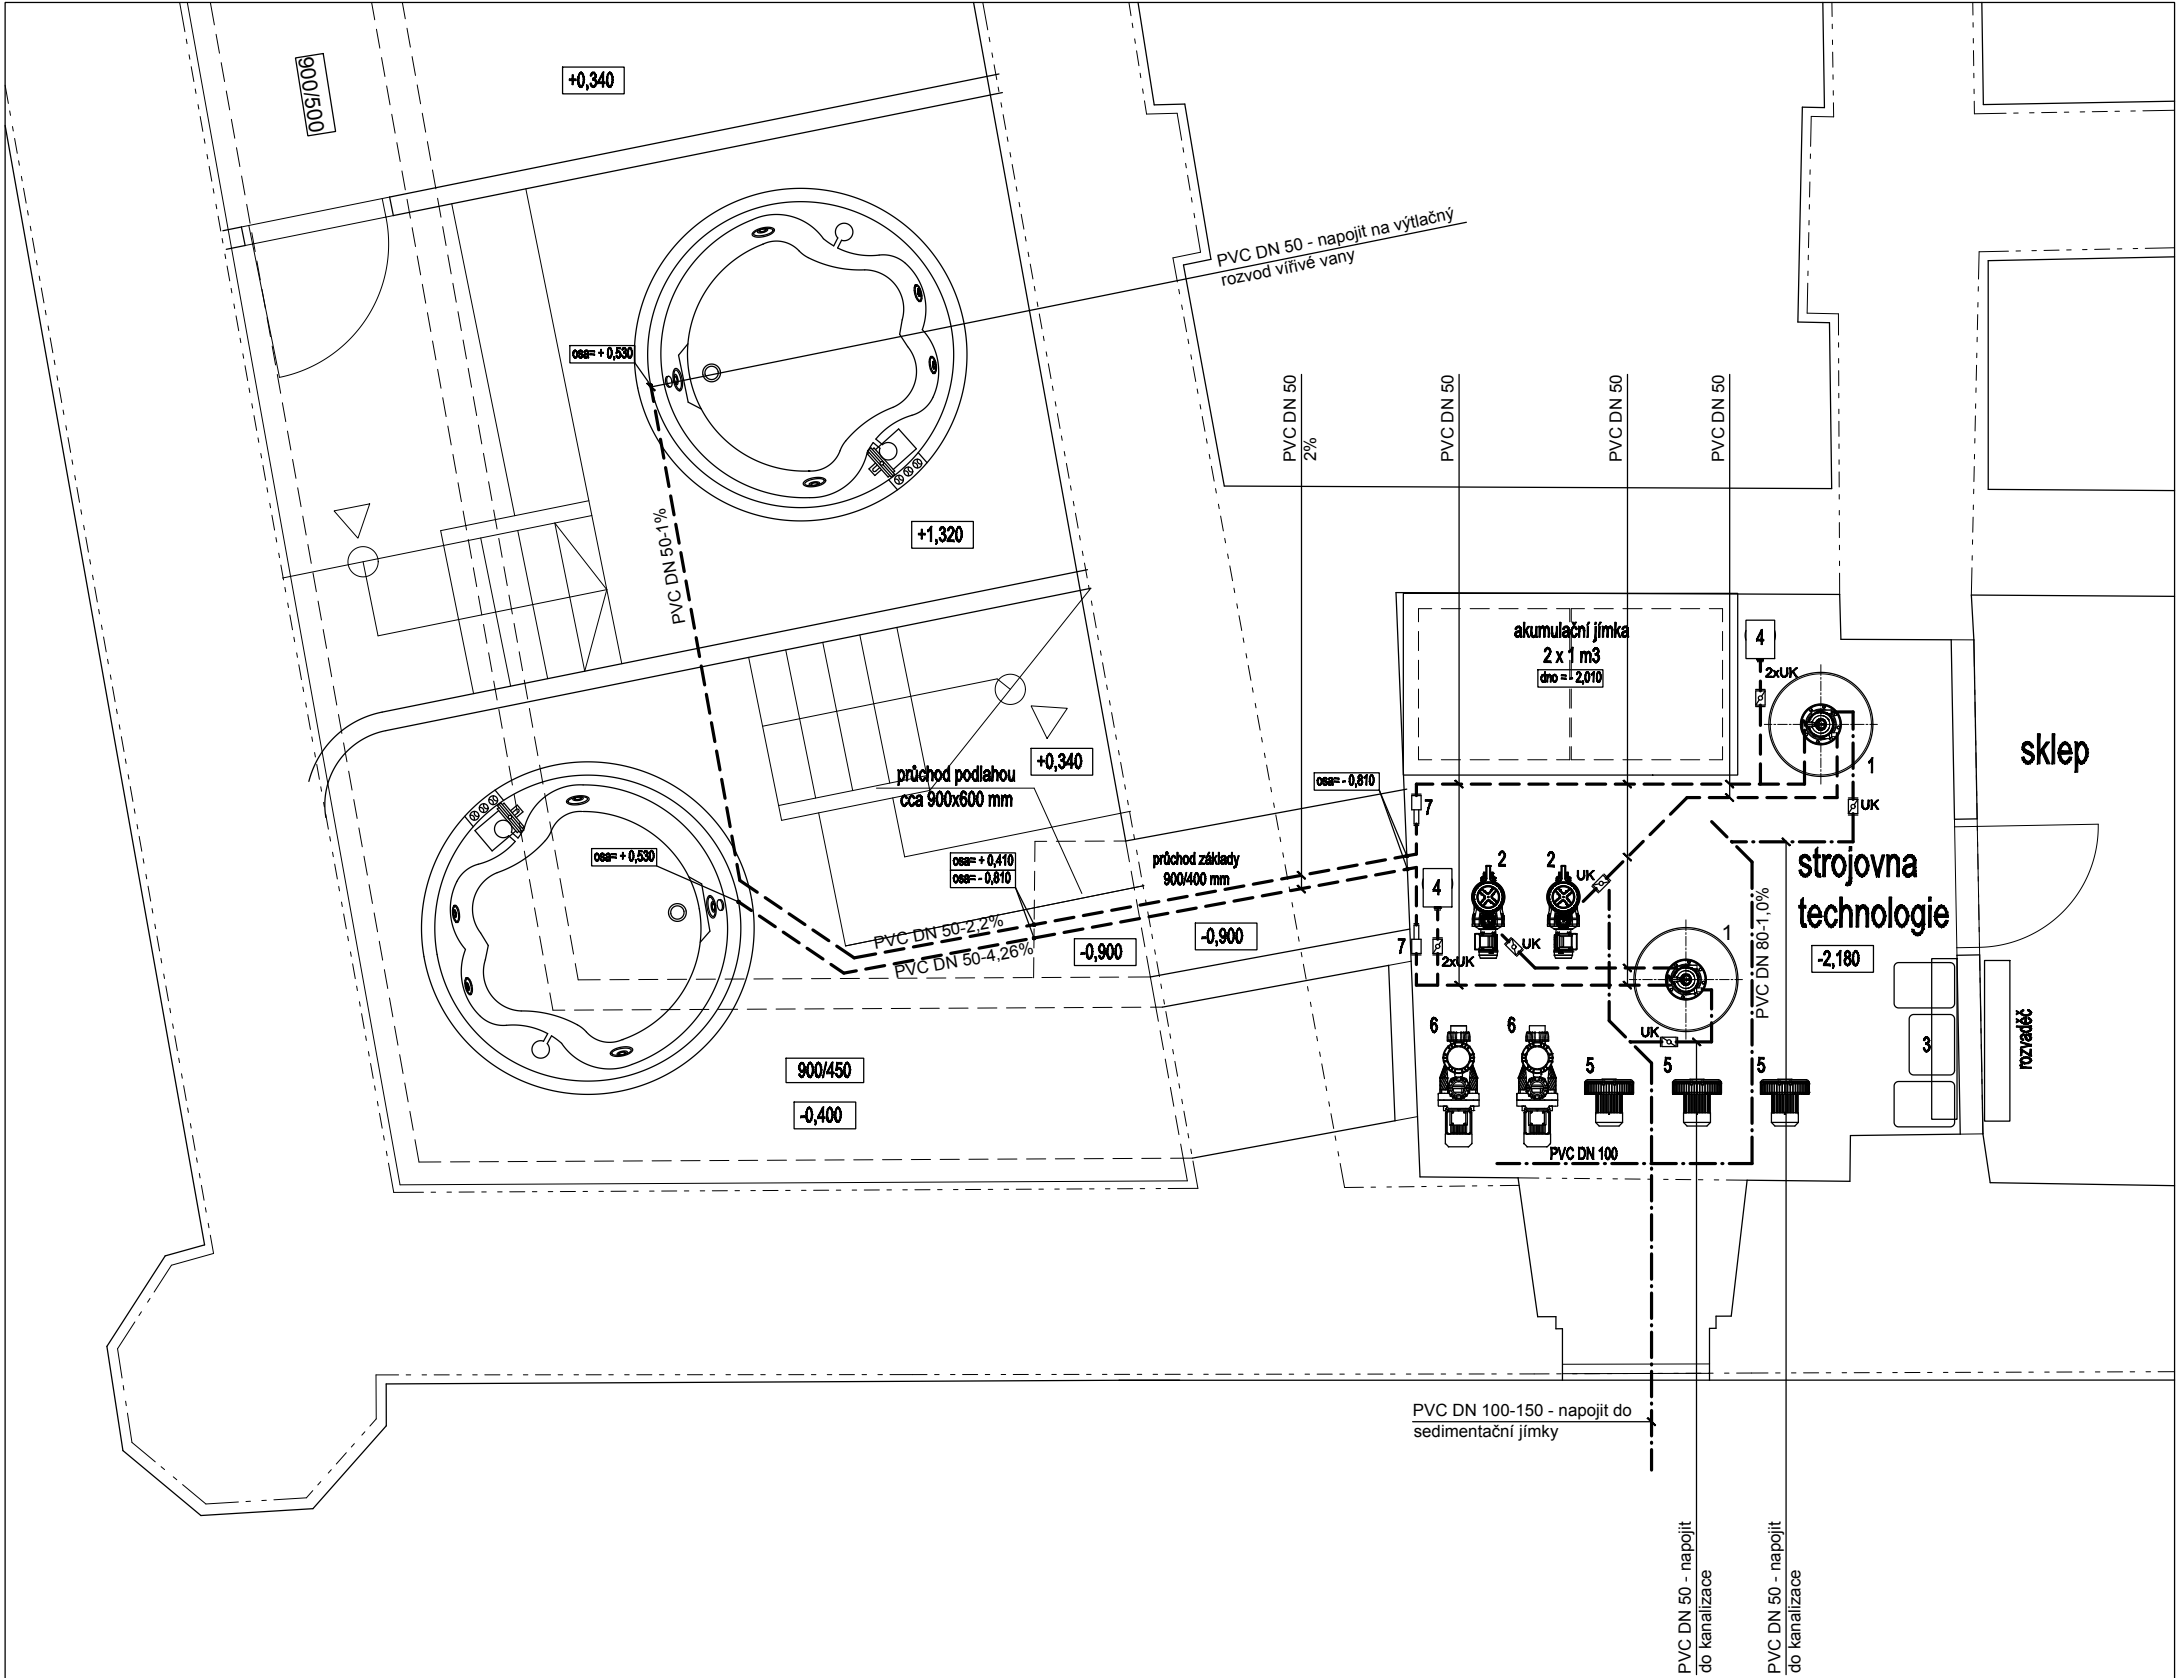 900/500
+0,340
PVC DN 50 - napojit na výtlačný
rozvod vířivé vany
osa= + 0,530
PVC DN 50-1%
+1,320
PVC DN 50
2%
PVC DN 50
PVC DN 50
PVC DN 50
akumulační jímka
2 x 1 m3
dno = - 2,010
4
2xUK
1
UK
sklep
průchod podlahou
cca 900x600 mm
+0,340
osa= - 0,810
7
osa= + 0,530
osa= + 0,410
osa= - 0,810
průchod základy
900/400 mm
2
2
UK
4
strojovna
technologie
-2,180
PVC DN 50-2,2%
PVC DN 50-4,26%
-0,900
-0,900
7
2xUK
UK
1
PVC DN 80-1,0%
6
6
UK
5
5
5
3
rozvaděč
900/450
-0,400
PVC DN 100
PVC DN 100-150 - napojit do
sedimentační jímky
PVC DN 50 - napojit
do kanalizace
PVC DN 50 - napojit
do kanalizace